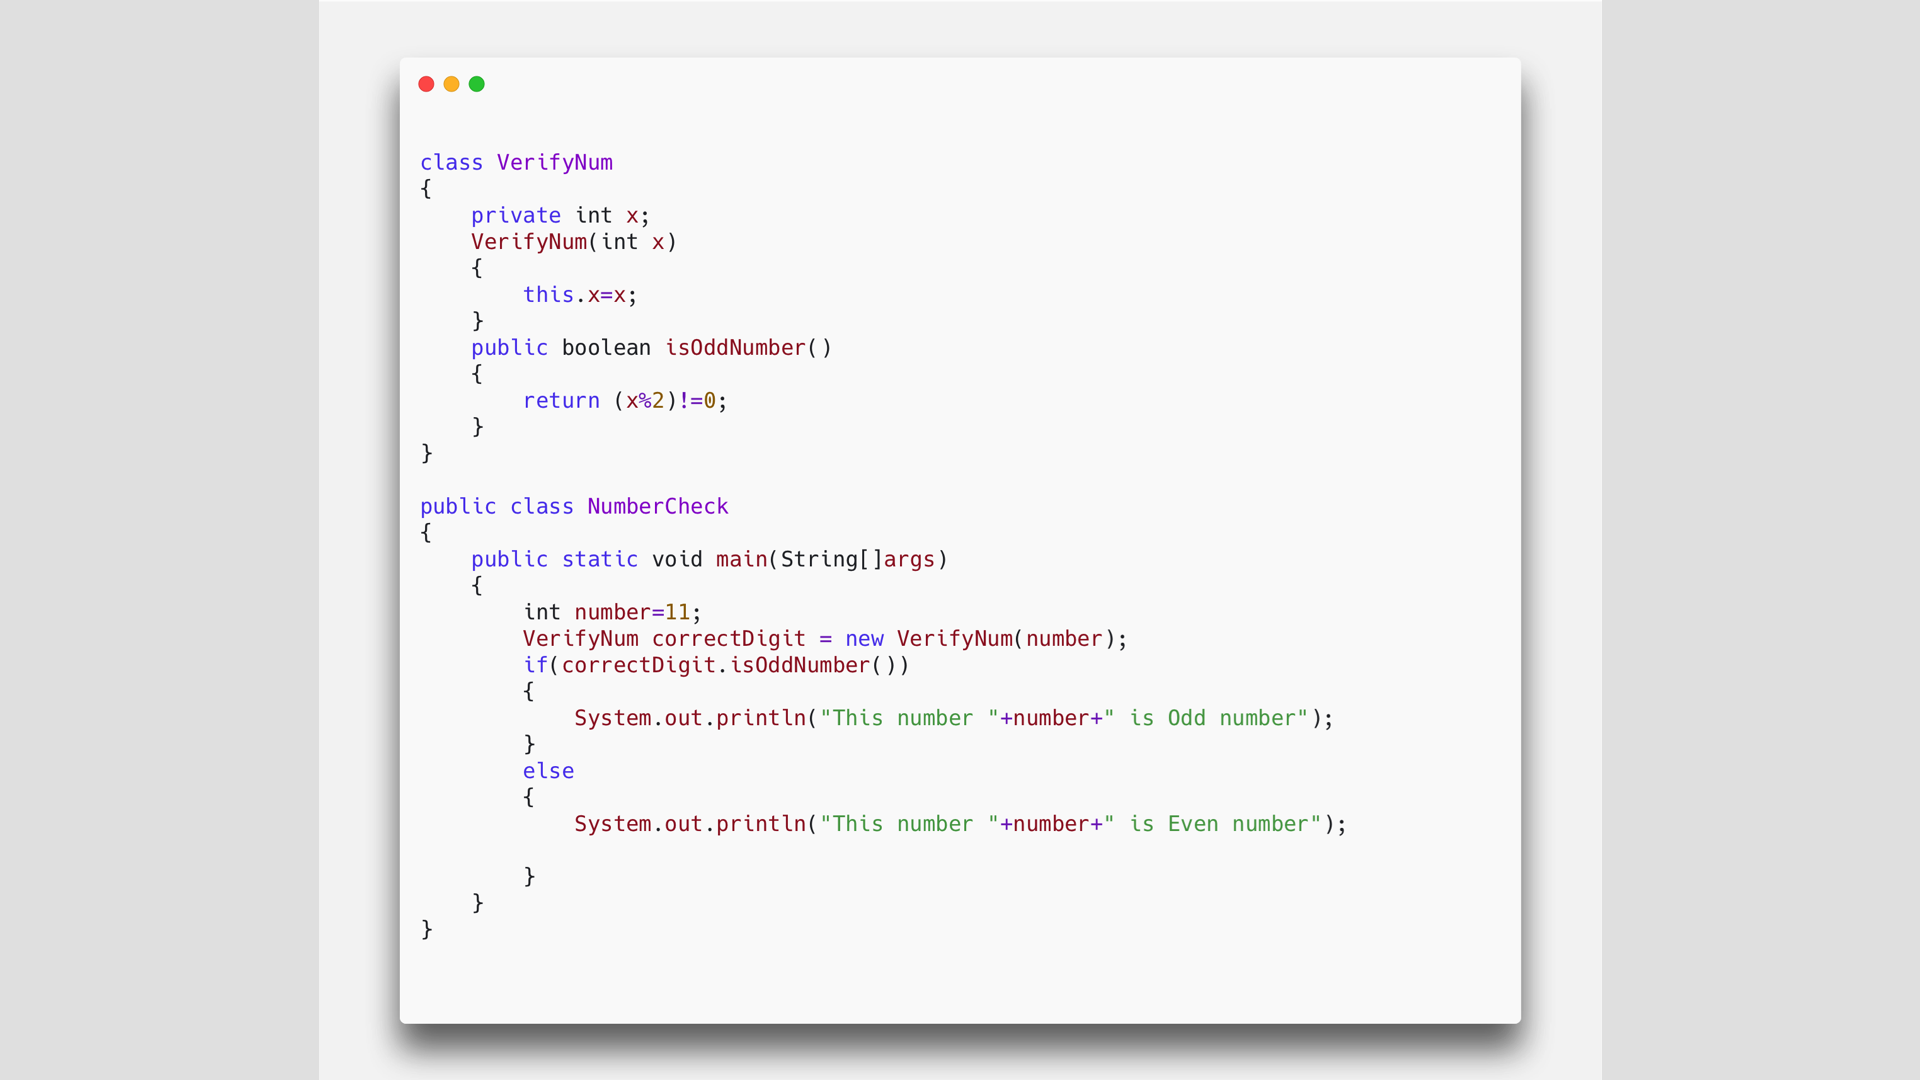 class VerifyNum
{
    private int x;
    VerifyNum(int x)
    {
        this.x=x;
    }
    public boolean isOddNumber()
    {
        return (x%2)!=0;
    }
}

public class NumberCheck
{
    public static void main(String[]args)
    {
        int number=11;
        VerifyNum correctDigit = new VerifyNum(number);
        if(correctDigit.isOddNumber())
        {
            System.out.println("This number "+number+" is Odd number");
        }
        else
        {
            System.out.println("This number "+number+" is Even number");

        }
    }
}